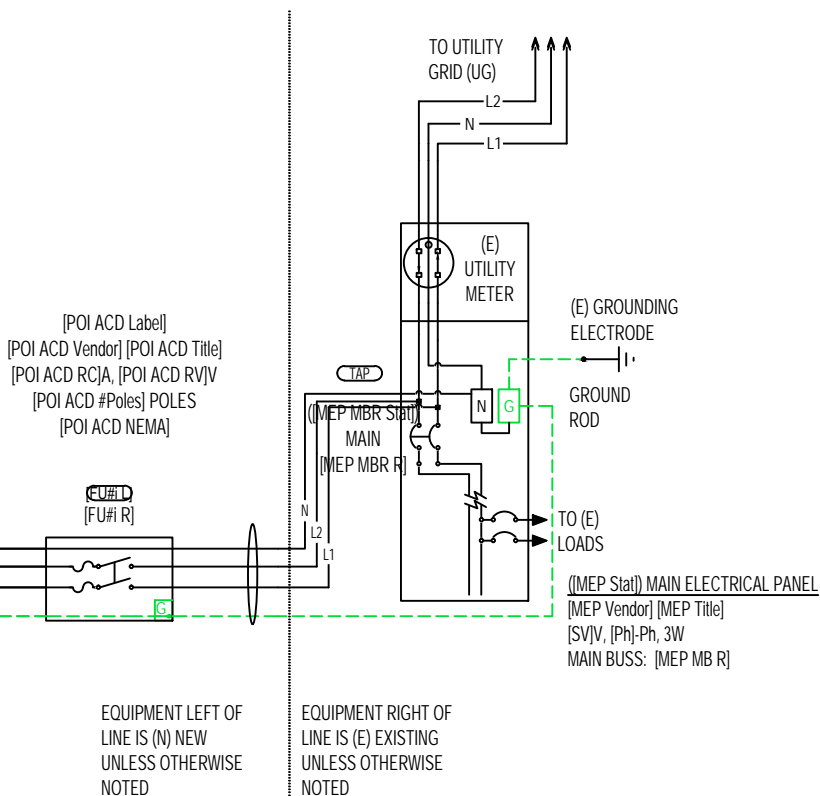 TO UTILITY
GRID (UG)
L2
N
L1
(E)
UTILITY
METER
(E) GROUNDING
ELECTRODE
GROUND
ROD
[POI ACD Label]
[POI ACD Vendor] [POI ACD Title]
[POI ACD RC]A, [POI ACD RV]V
[POI ACD #Poles] POLES
[POI ACD NEMA]
TAP
([MEP MBR Stat])
MAIN
[MEP MBR R]
N
G
[FU#i L]
[FU#i R]
N
L2
L1
G
TO (E)
LOADS
([MEP Stat]) MAIN ELECTRICAL PANEL
[MEP Vendor] [MEP Title]
[SV]V, [Ph]-Ph, 3W
MAIN BUSS: [MEP MB R]
EQUIPMENT LEFT OF
LINE IS (N) NEW
UNLESS OTHERWISE
NOTED
EQUIPMENT RIGHT OF
LINE IS (E) EXISTING
UNLESS OTHERWISE
NOTED